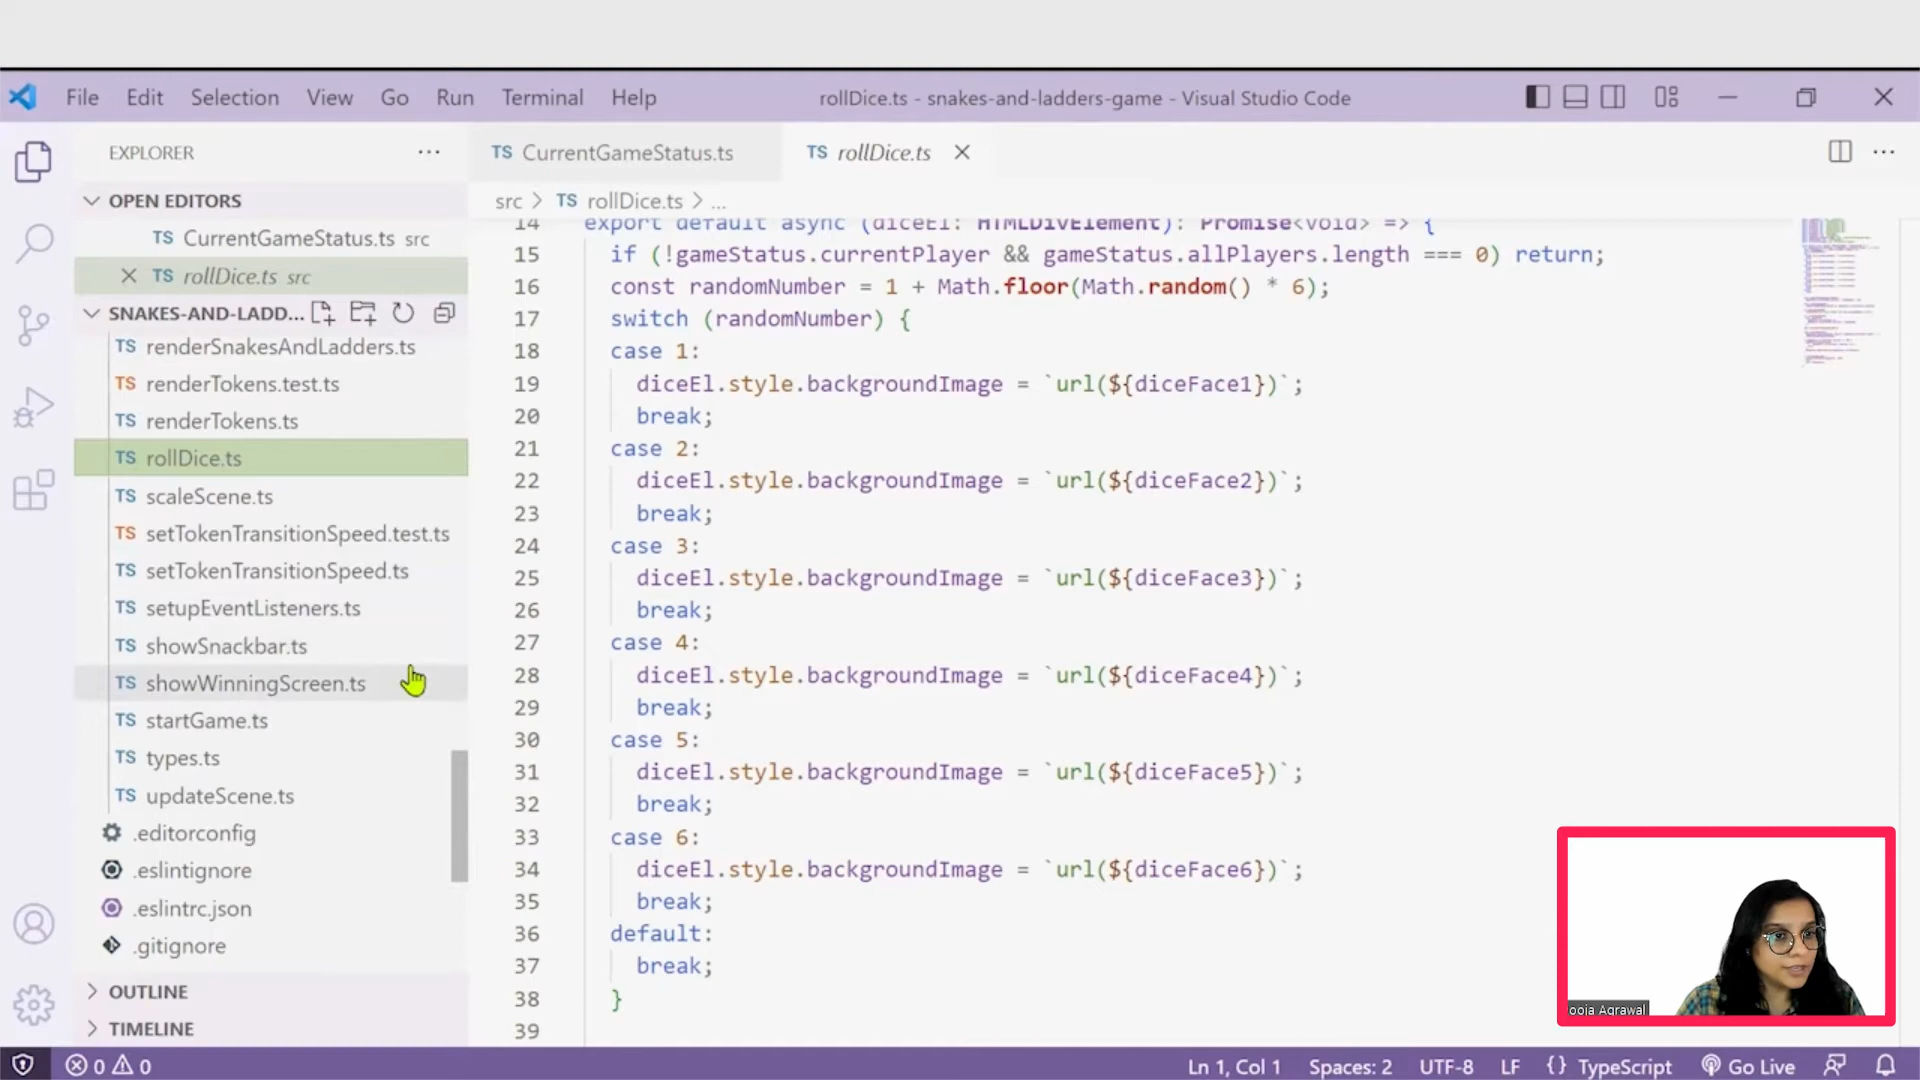 File Edit Selection View Go Run Terminal Help
rollDice.ts - snakes-and-ladders-game - Visual Studio Code
EXPLORER
OPEN EDITORS
TS CurrentGameStatus.ts src
TS rollDice.ts src
SNAKES-AND-LADD...
TS renderSnakesAndLadders.ts
TS renderTokens.test.ts
TS renderTokens.ts
TS rollDice.ts
TS scaleScene.ts
TS setTokenTransitionSpeed.test.ts
TS setTokenTransitionSpeed.ts
TS setupEventListeners.ts
TS showSnackbar.ts
TS showWinningScreen.ts
TS startGame.ts
TS types.ts
TS updateScene.ts
.editorconfig
.eslintignore
.eslintrc.json
.gitignore
OUTLINE
TIMELINE
TS CurrentGameStatus.ts TS rollDice.ts
src > TS rollDice.ts > ...
14 export default async (diceEl: HTMLDivElement): Promise<void> => {
15 if (!gameStatus.currentPlayer && gameStatus.allPlayers.length === 0) return;
16 const randomNumber = 1 + Math.floor(Math.random() * 6);
17 switch (randomNumber) {
18 case 1:
19 diceEl.style.backgroundImage = `url(${diceFace1})`;
20 break;
21 case 2:
22 diceEl.style.backgroundImage = `url(${diceFace2})`;
23 break;
24 case 3:
25 diceEl.style.backgroundImage = `url(${diceFace3})`;
26 break;
27 case 4:
28 diceEl.style.backgroundImage = `url(${diceFace4})`;
29 break;
30 case 5:
31 diceEl.style.backgroundImage = `url(${diceFace5})`;
32 break;
33 case 6:
34 diceEl.style.backgroundImage = `url(${diceFace6})`;
35 break;
36 default:
37 break;
38 }
39
ooja Agrawal
0 0
Ln 1, Col 1 Spaces: 2 UTF-8 LF {} TypeScript Go Live